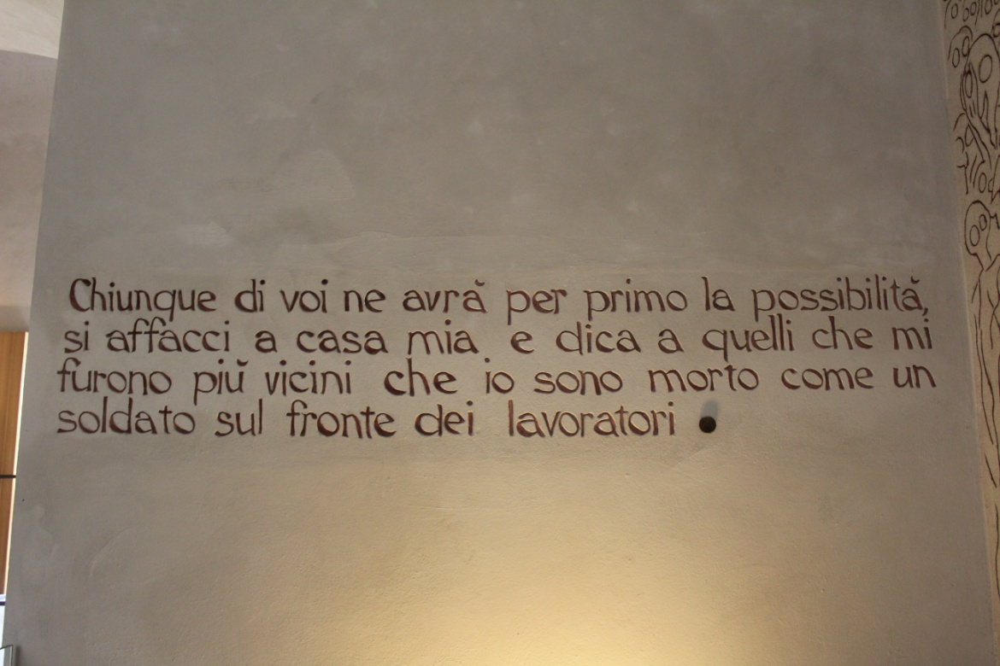 Chiunque di voi ne avrà per primo la possibilità,
si affacci a casa mia e dica a quelli che mi
furono più vicini che io sono morto come un
soldato sul fronte dei lavoratori.